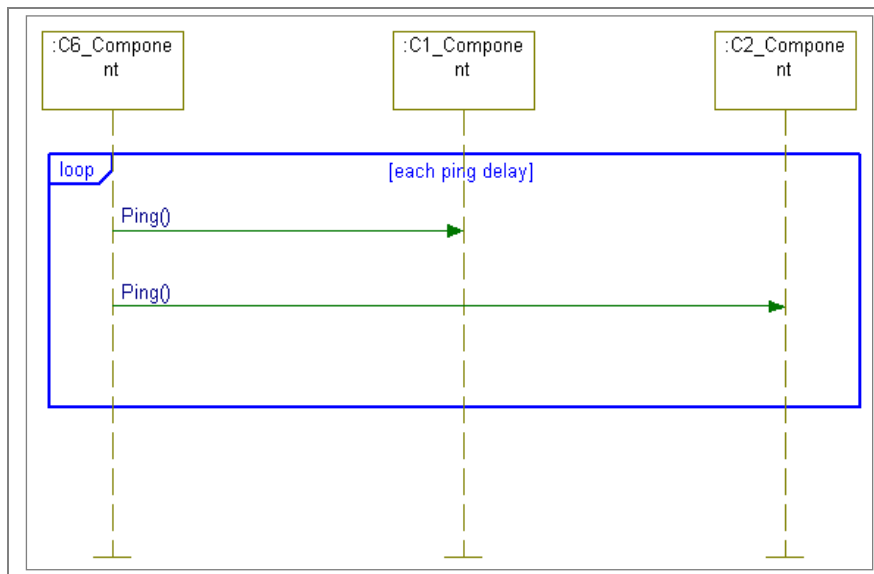 :C6_Compone
nt
:C1_Compone
nt
:C2_Compone
nt
loop
[each ping delay]
Ping()
Ping()